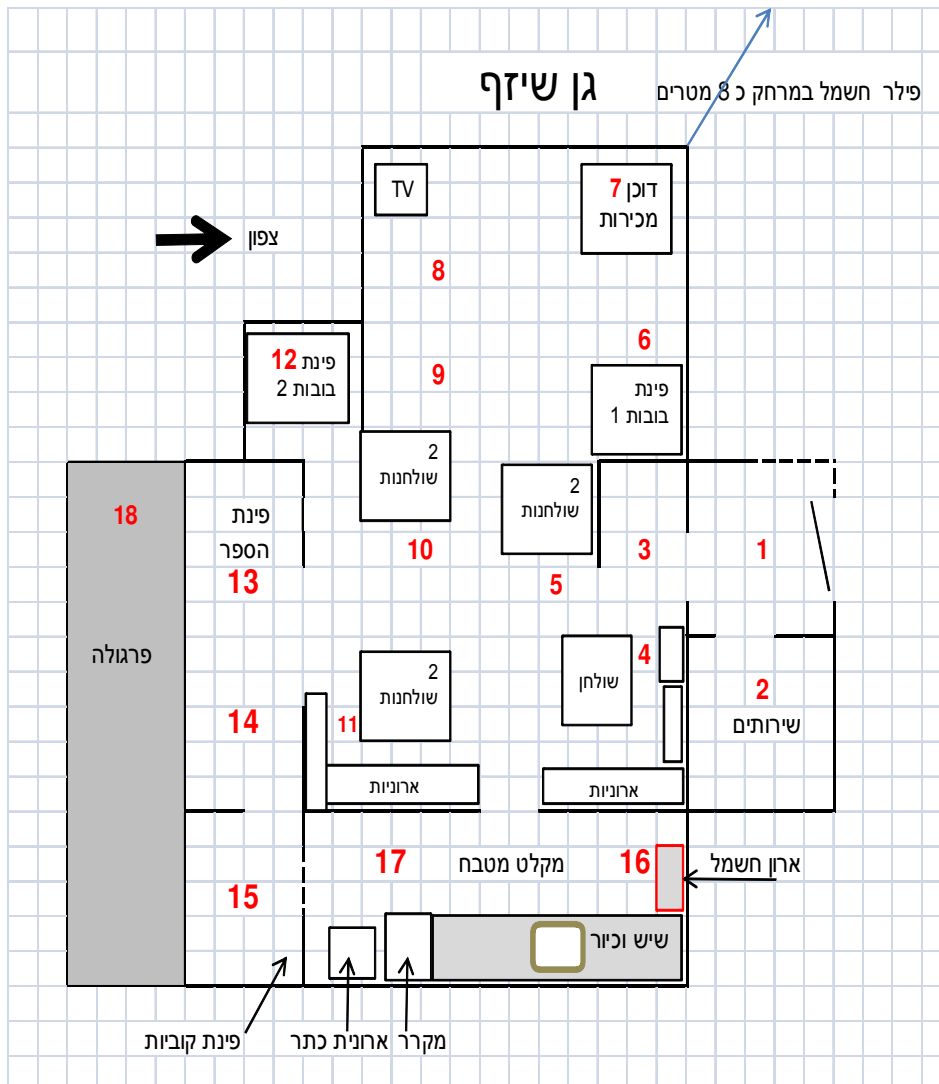 גן שיזף
פילר חשמל במרחק כ 8 מטרים
TV
7 דוכן
מכירות
צפון
8
6
12 פינת
בובות 2
9
פינת
בובות 1
2
שולחנות
2
שולחנות
18
פינת
הספר
13
10
5
3
1
פרגולה
14
11
2
שולחנות
שולחן
4
2
שירותים
ארוניות
ארוניות
15
17
מקלט מטבח
16
ארון חשמל
שיש וכיור
פינת קוביות
ארונית כתר
מקרר